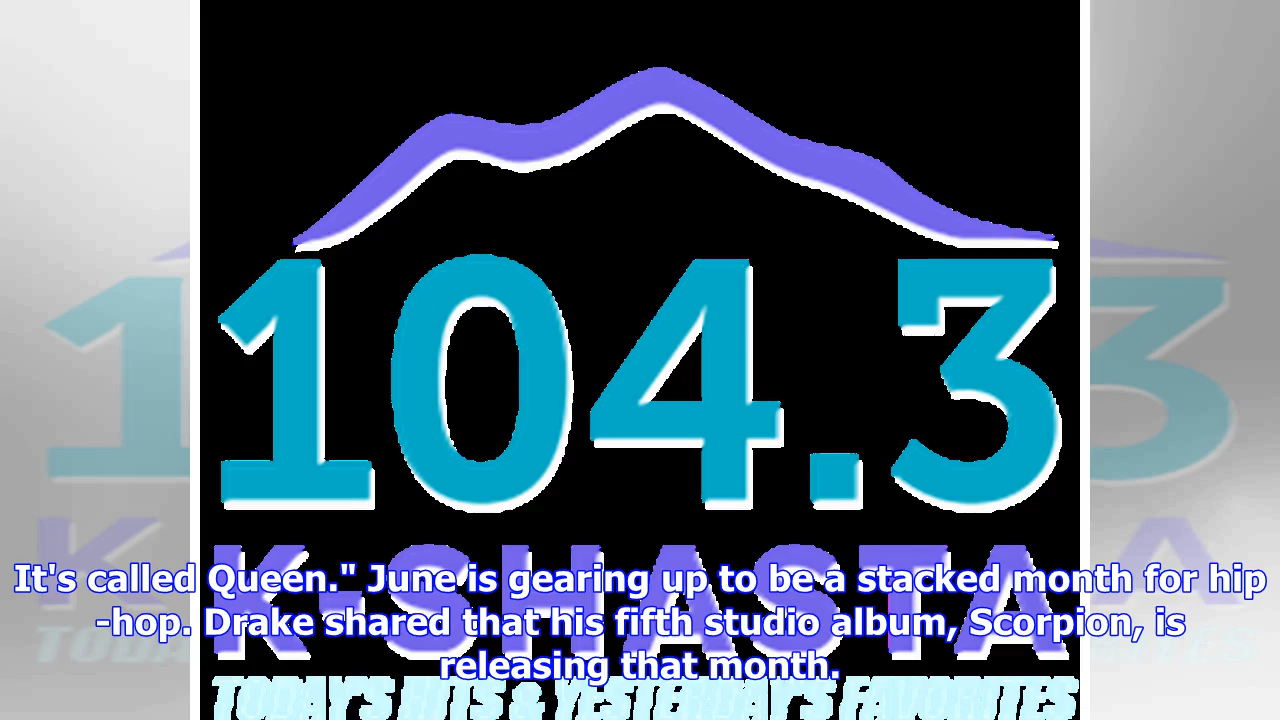 104.3
K-SHASTA
It's called Queen." June is gearing up to be a stacked month for hip
-hop. Drake shared that his fifth studio album, Scorpion, is
releasing that month.
TODAY'S HITS & YESTERDAY'S FAVORITES